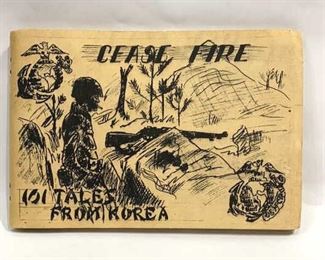 CEASE FIRE
101 TALES
FROM KOREA